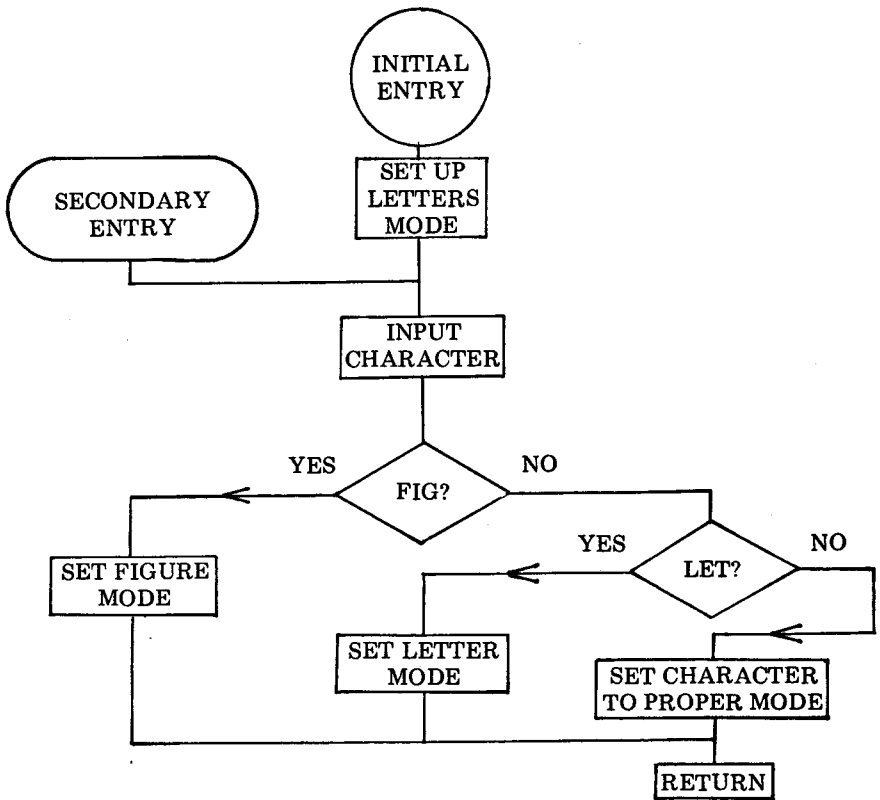 INITIAL
ENTRY
SET UP
LETTERS
MODE
SECONDARY
ENTRY
INPUT
CHARACTER
YES
FIG?
NO
SET FIGURE
MODE
YES
LET?
NO
SET LETTER
MODE
SET CHARACTER
TO PROPER MODE
RETURN